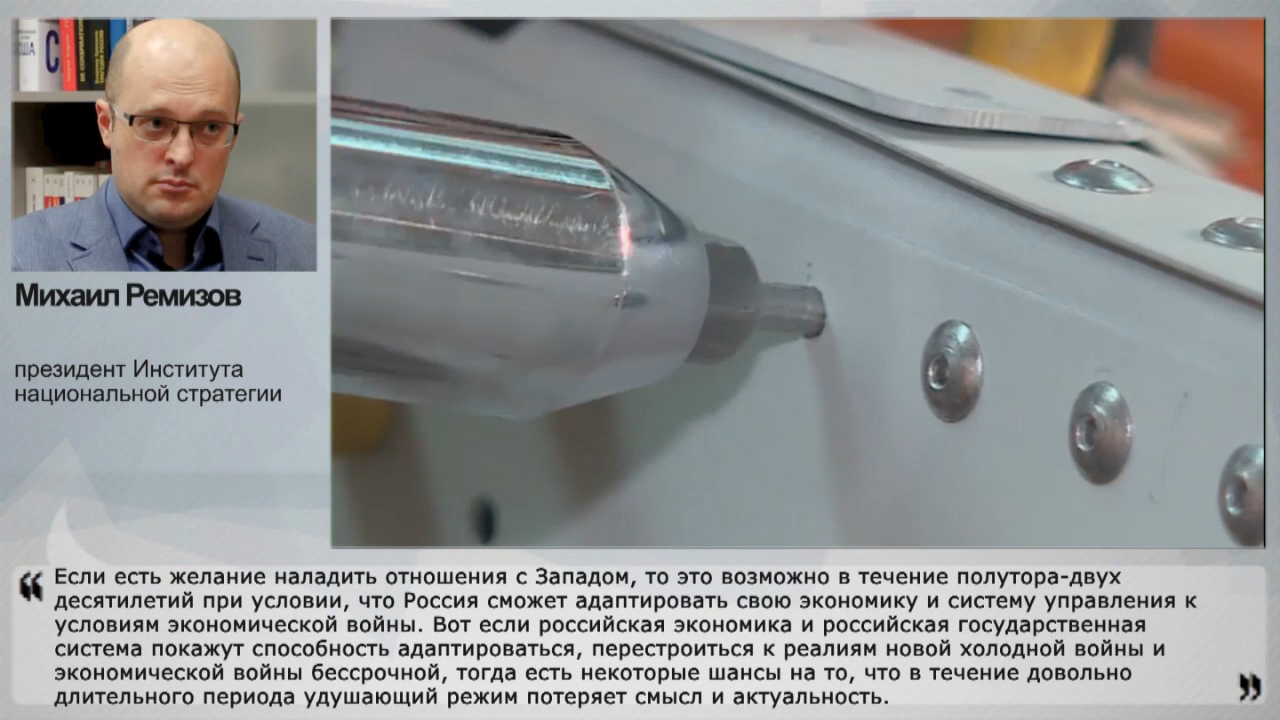 Михаил Ремизов
президент Института
национальной стратегии
“ Если есть желание наладить отношения с Западом, то это возможно в течение полутора-двух
десятилетий при условии, что Россия сможет адаптировать свою экономику и систему управления к
условиям экономической войны. Вот если российская экономика и российская государственная
система покажут способность адаптироваться, перестроиться к реалиям новой холодной войны и
экономической войны бессрочной, тогда есть некоторые шансы на то, что в течение довольно
длительного периода удушающий режим потеряет смысл и актуальность. ”